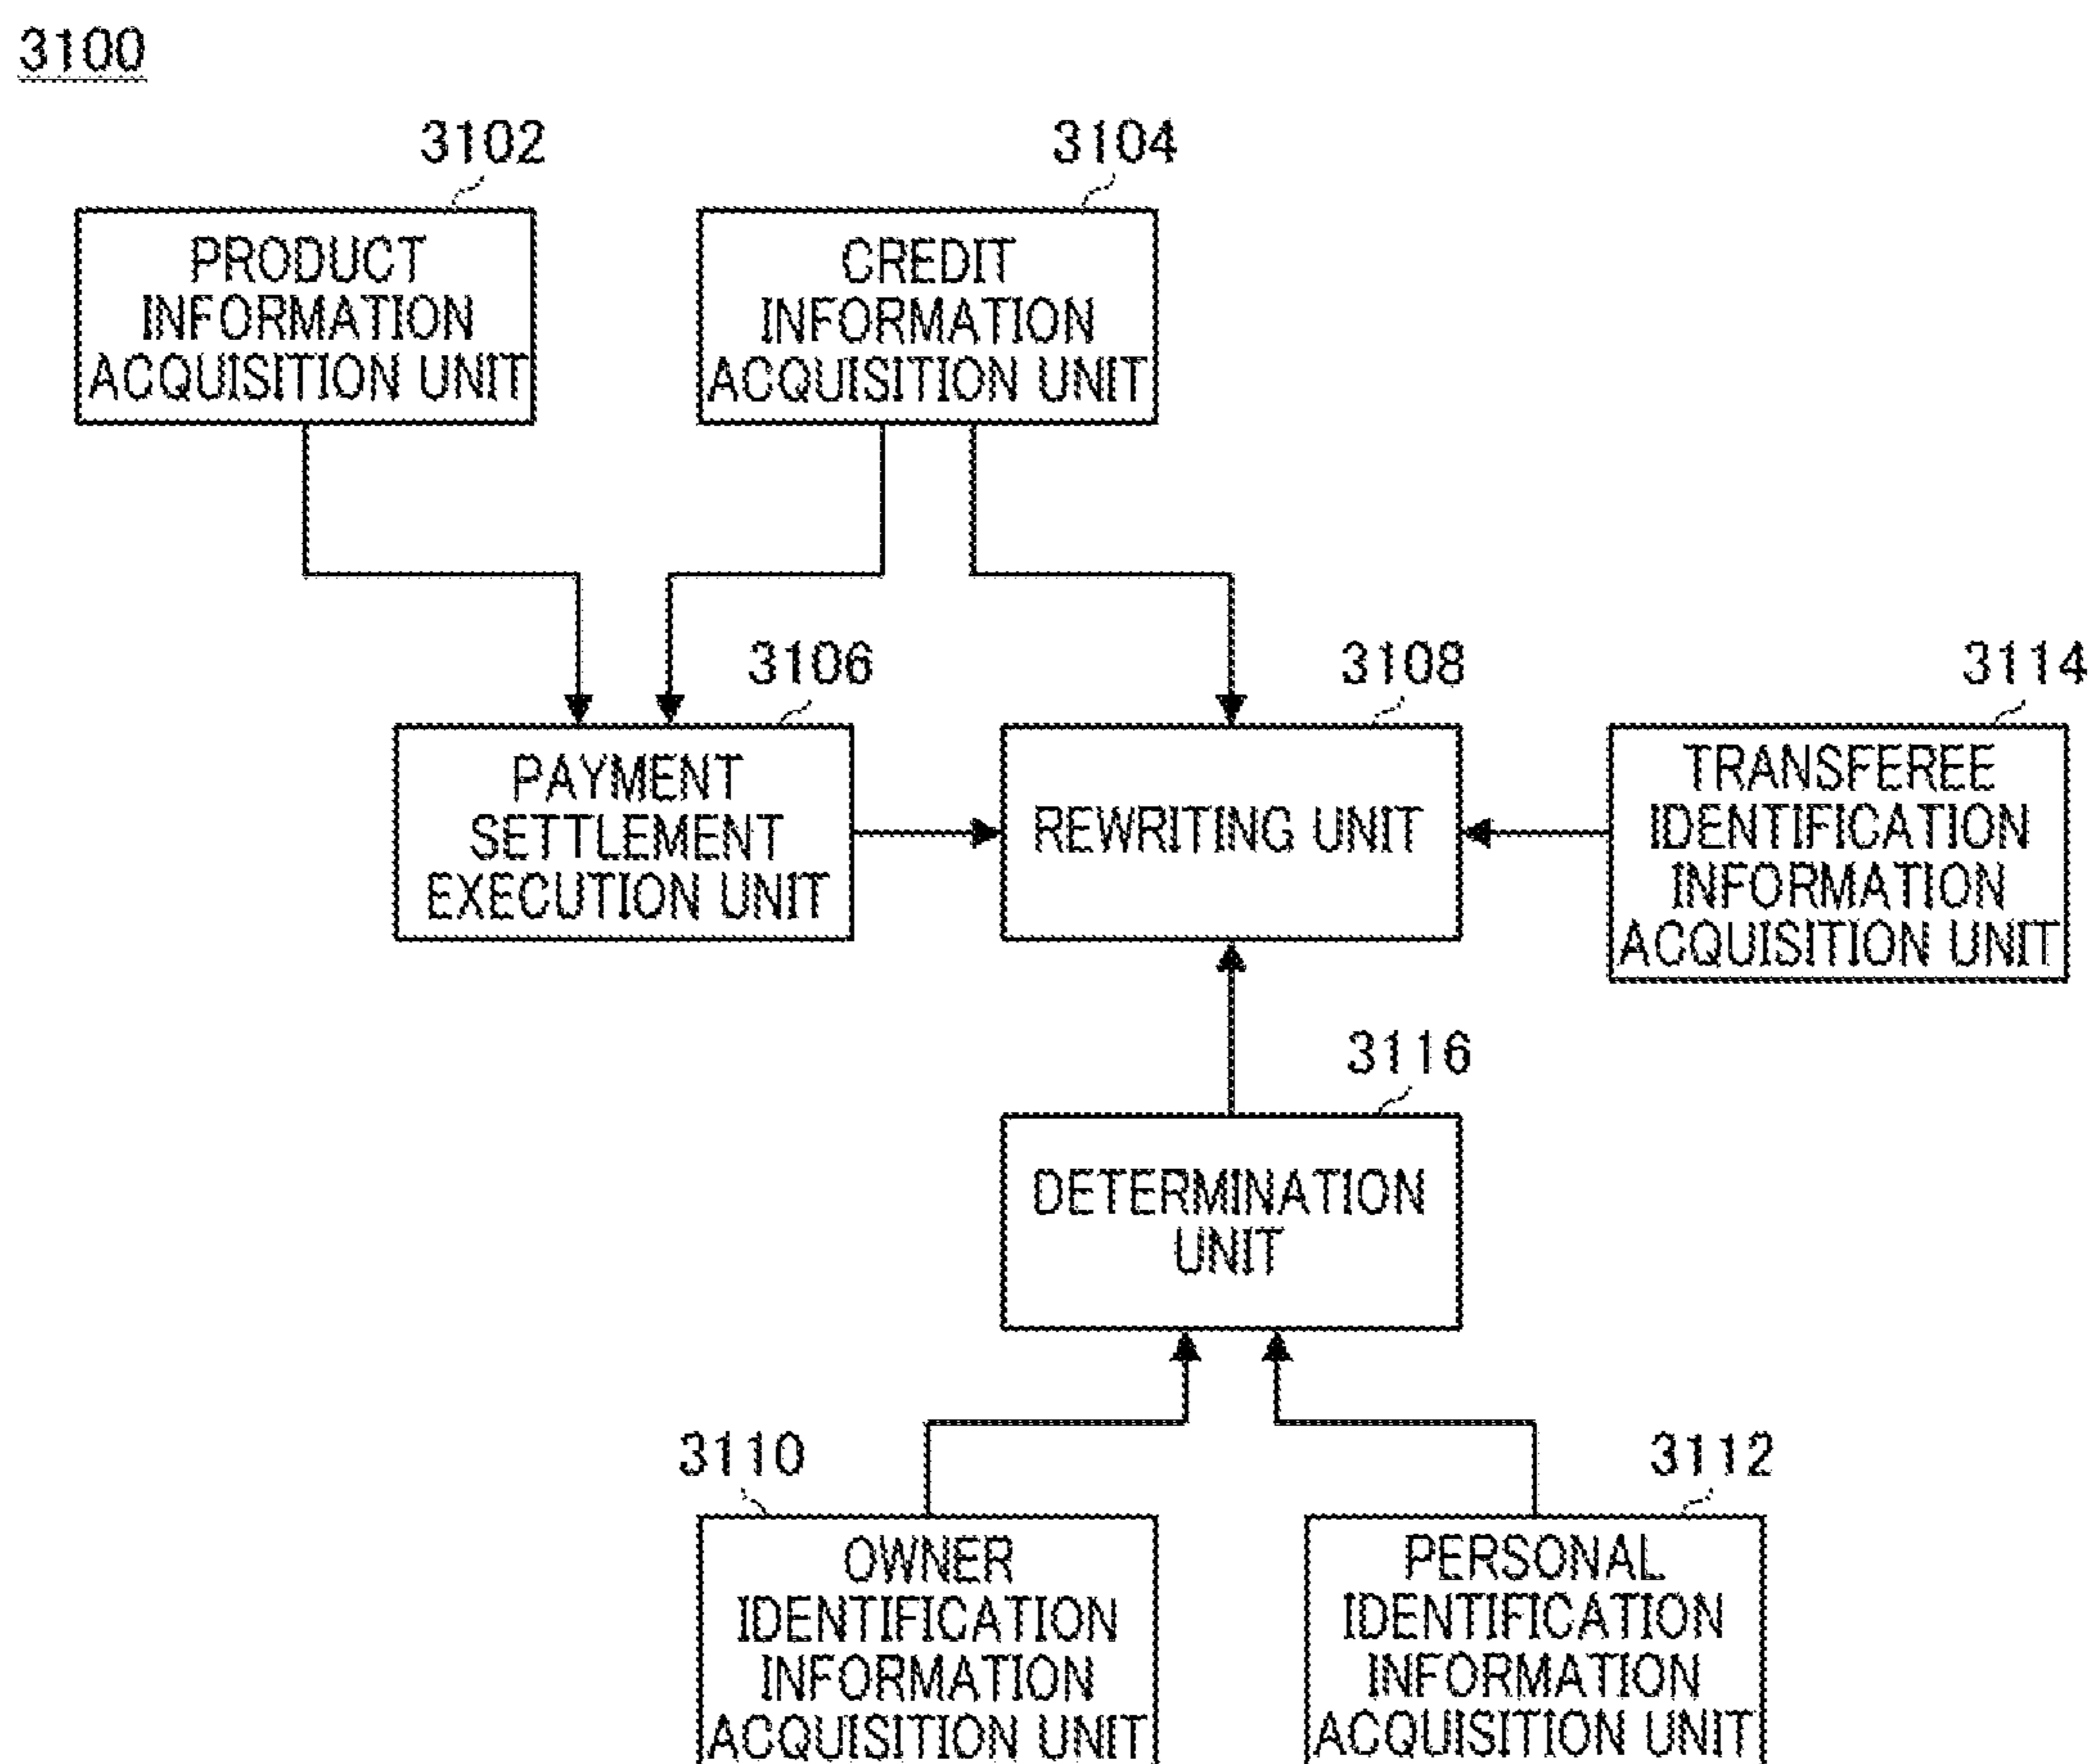 3100
3102
PRODUCT
INFORMATION
ACQUISITION UNIT
3104
CREDIT
INFORMATION
ACQUISITION UNIT
3106
PAYMENT
SETTLEMENT
EXECUTION UNIT
3108
REWRITING UNIT
3114
TRANSFEREE
IDENTIFICATION
INFORMATION
ACQUISITION UNIT
3116
DETERMINATION
UNIT
3110
OWNER
IDENTIFICATION
INFORMATION
ACQUISITION UNIT
3112
PERSONAL
IDENTIFICATION
INFORMATION
ACQUISITION UNIT